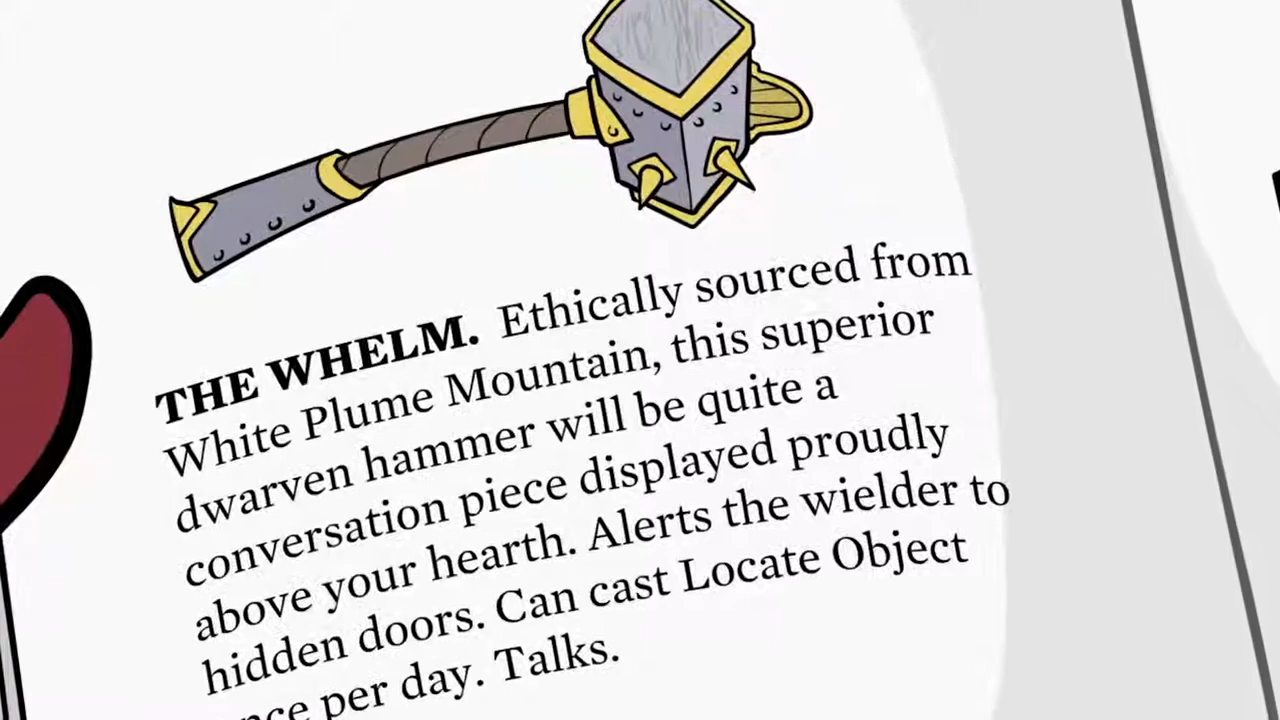 THE WHELM. Ethically sourced from
White Plume Mountain, this superior
dwarven hammer will be quite a
conversation piece displayed proudly
above your hearth. Alerts the wielder to
hidden doors. Can cast Locate Object
per day. Talks.